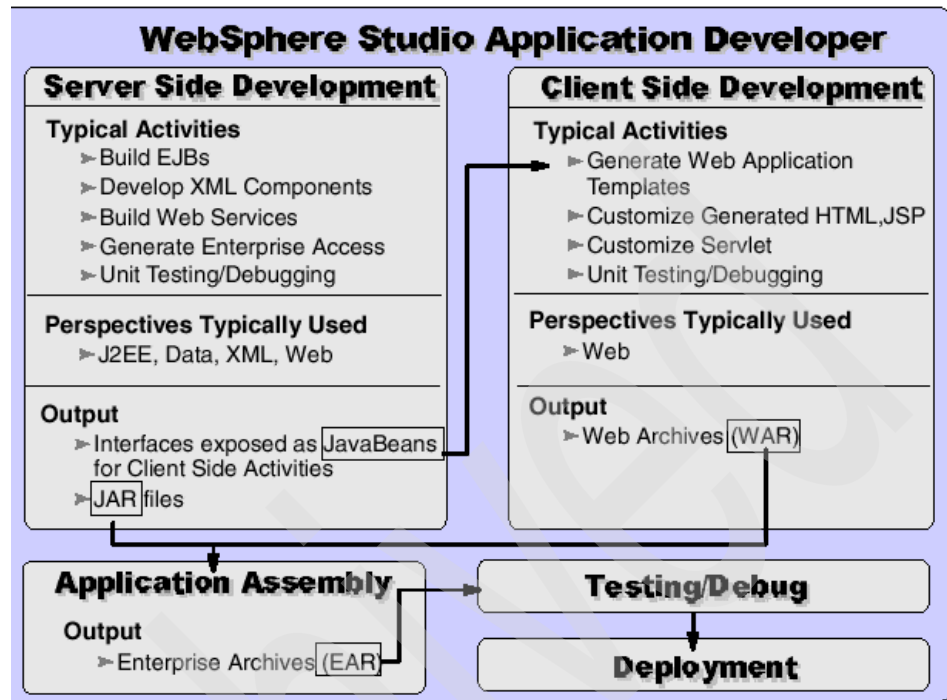 WebSphere Studio Application Developer
Server Side Development
Typical Activities
Build EJBs
Develop XML Components
Build Web Services
Generate Enterprise Access
Unit Testing/Debugging
Perspectives Typically Used
J2EE, Data, XML, Web
Output
Interfaces exposed as JavaBeans
for Client Side Activities
JAR files
Client Side Development
Typical Activities
Generate Web Application
Templates
Customize Generated HTML,JSP
Customize Servlet
Unit Testing/Debugging
Perspectives Typically Used
Web
Output
Web Archives (WAR)
Application Assembly
Output
Enterprise Archives (EAR)
Testing/Debug
Deployment